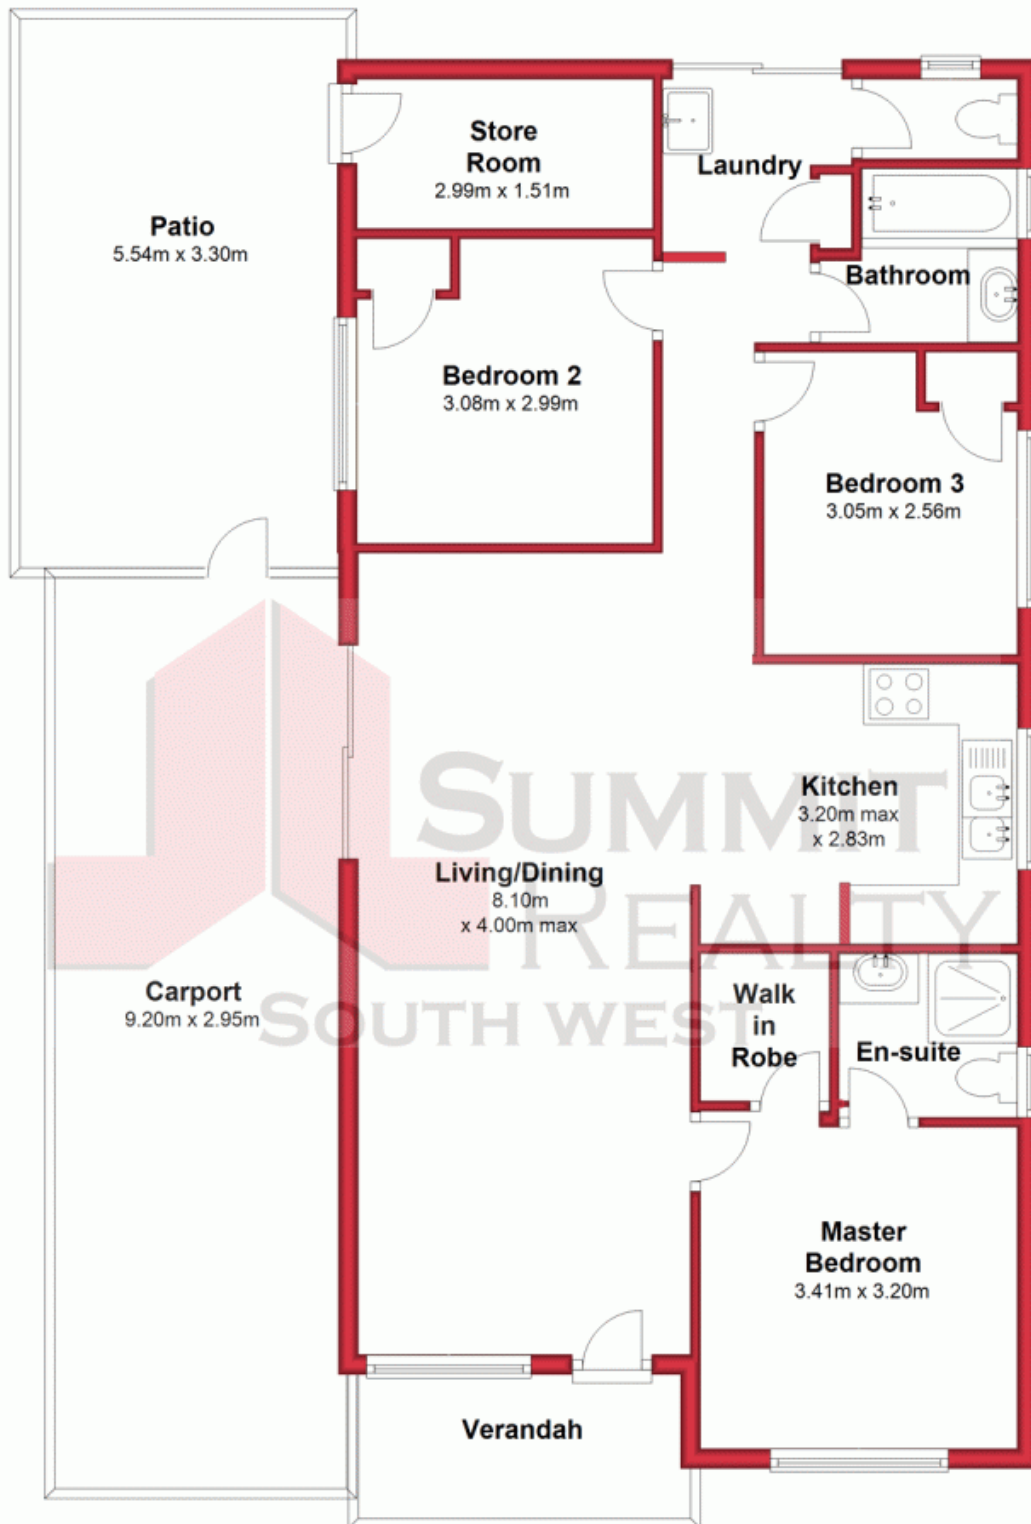 Store
Room
2.99m x 1.51m
Laundry
Patio
5.54m x 3.30m
Bathroom
Bedroom 2
3.08m x 2.99m
Bedroom 3
3.05m x 2.56m
Kitchen
3.20m max
x 2.83m
Living/Dining
8.10m
x 4.00m max
SUMMIT
REALTY
SOUTH WEST
Carport
9.20m x 2.95m
Walk
in
Robe
En-suite
Master
Bedroom
3.41m x 3.20m
Verandah